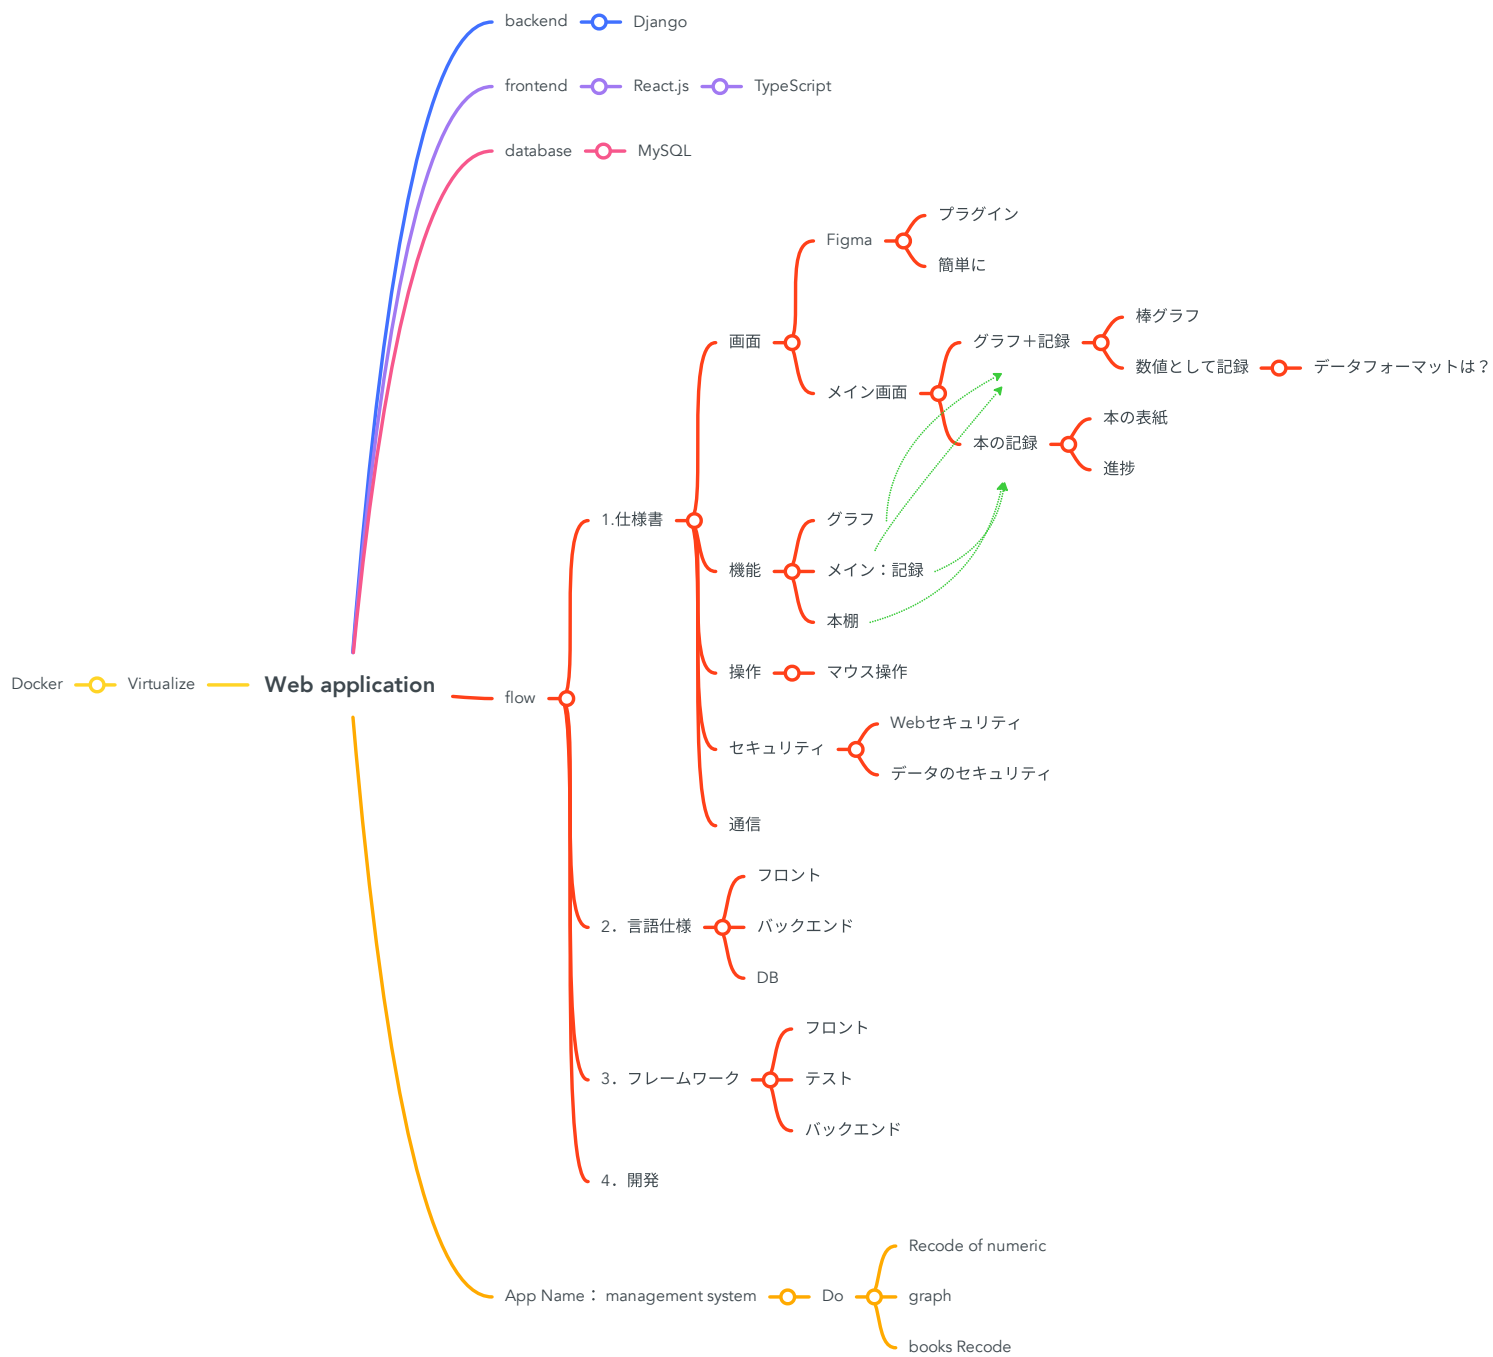 backend
Django
frontend
React.js
TypeScript
database
MySQL
プラグイン
Figma
簡単に
棒グラフ
画面
グラフ＋記録
数値として記録
データフォーマットは？
メイン画面
本の表紙
本の記録
進捗
1.仕様書
グラフ
機能
メイン：記録
本棚
操作
マウス操作
Docker
Virtualize
Web application
flow
Webセキュリティ
セキュリティ
データのセキュリティ
通信
フロント
2．言語仕様
バックエンド
DB
フロント
3．フレームワーク
テスト
バックエンド
4．開発
Recode of numeric
App Name： management system
Do
graph
books Recode